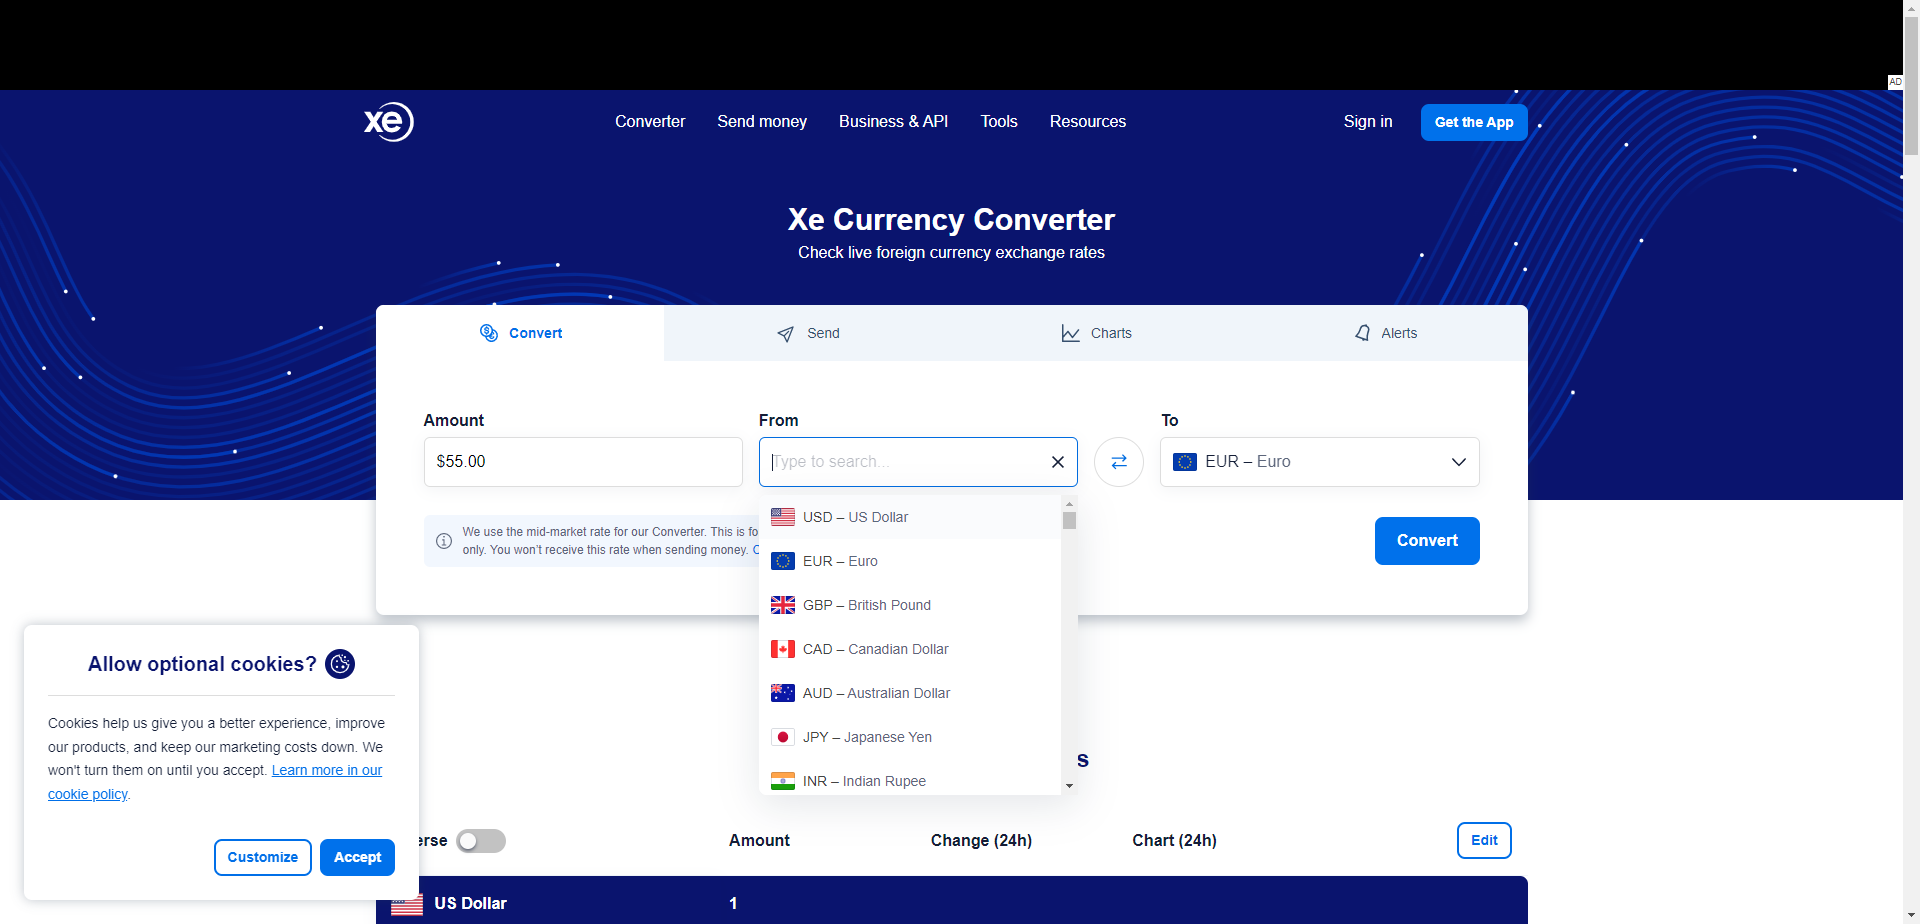 AD
xe
Converter
Send money
Business & API
Tools
Resources
Sign in
Get the App
Xe Currency Converter
Check live foreign currency exchange rates
Convert
Send
Charts
Alerts
Amount
From
To
$55.00
Type to search...
EUR – Euro
We use the mid-market rate for our Converter. This is fo
only. You won't receive this rate when sending money.
Convert
USD – US Dollar
EUR – Euro
GBP – British Pound
CAD – Canadian Dollar
AUD – Australian Dollar
JPY – Japanese Yen
INR – Indian Rupee
Allow optional cookies?
Cookies help us give you a better experience, improve
our products, and keep our marketing costs down. We
won't turn them on until you accept. Learn more in our
cookie policy.
Customize
Accept
s
erse
Amount
Change (24h)
Chart (24h)
Edit
US Dollar
1